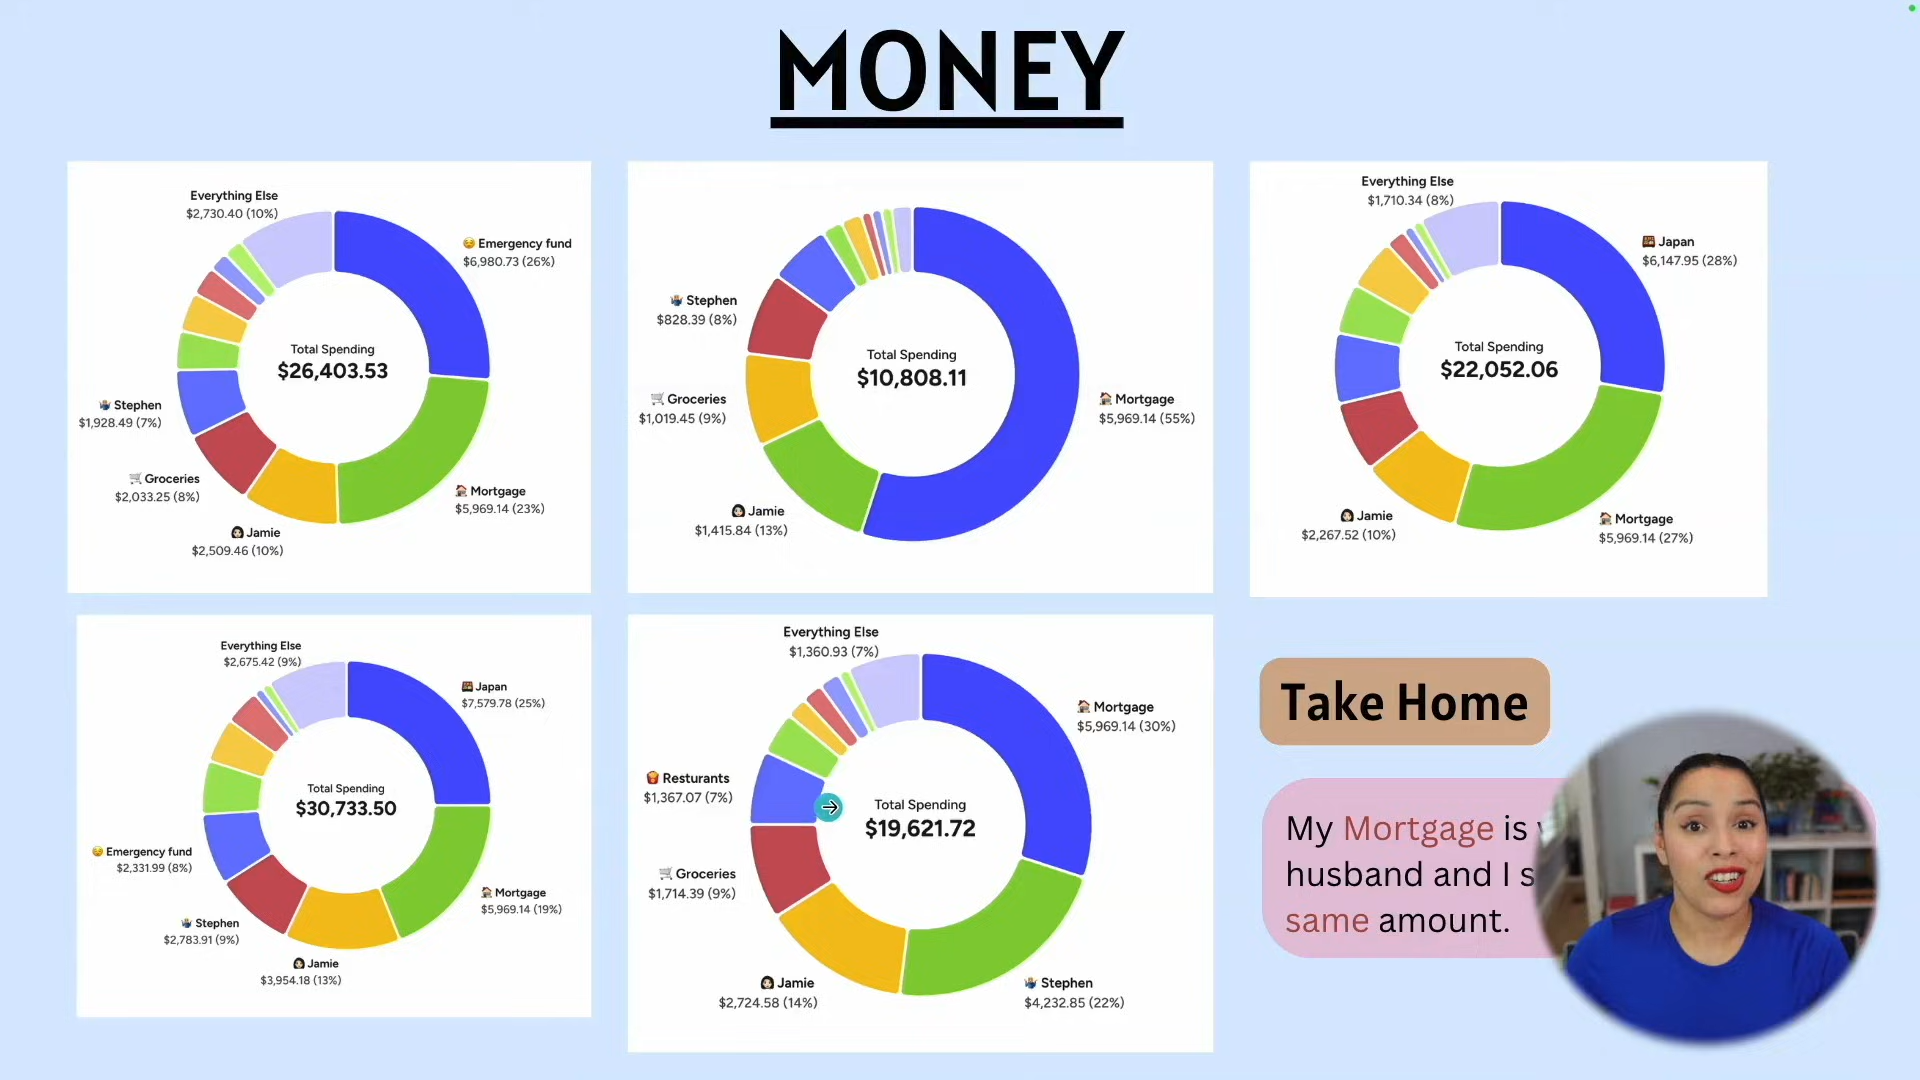 MONEY
Everything Else
$2,730.40 (10%)
Emergency fund
$6,980.73 (26%)
Total Spending
$26,403.53
Stephen
$1,928.49 (7%)
Groceries
$2,033.25 (8%)
Mortgage
$5,969.14 (23%)
Jamie
$2,509.46 (10%)
Stephen
$828.39 (8%)
Total Spending
$10,808.11
Groceries
$1,019.45 (9%)
Mortgage
$5,969.14 (55%)
Jamie
$1,415.84 (13%)
Everything Else
$1,710.34 (8%)
Japan
$6,147.95 (28%)
Total Spending
$22,052.06
Jamie
$2,267.52 (10%)
Mortgage
$5,969.14 (27%)
Everything Else
$2,675.42 (9%)
Japan
$7,579.78 (25%)
Total Spending
$30,733.50
Emergency fund
$2,331.99 (8%)
Mortgage
$5,969.14 (19%)
Stephen
$2,783.91 (9%)
Jamie
$3,954.18 (13%)
Everything Else
$1,360.93 (7%)
Mortgage
$5,969.14 (30%)
Resturants
$1,367.07 (7%)
Total Spending
$19,621.72
Groceries
$1,714.39 (9%)
Jamie
$2,724.58 (14%)
Stephen
$4,232.85 (22%)
Take Home
My Mortgage is
husband and I
same amount.